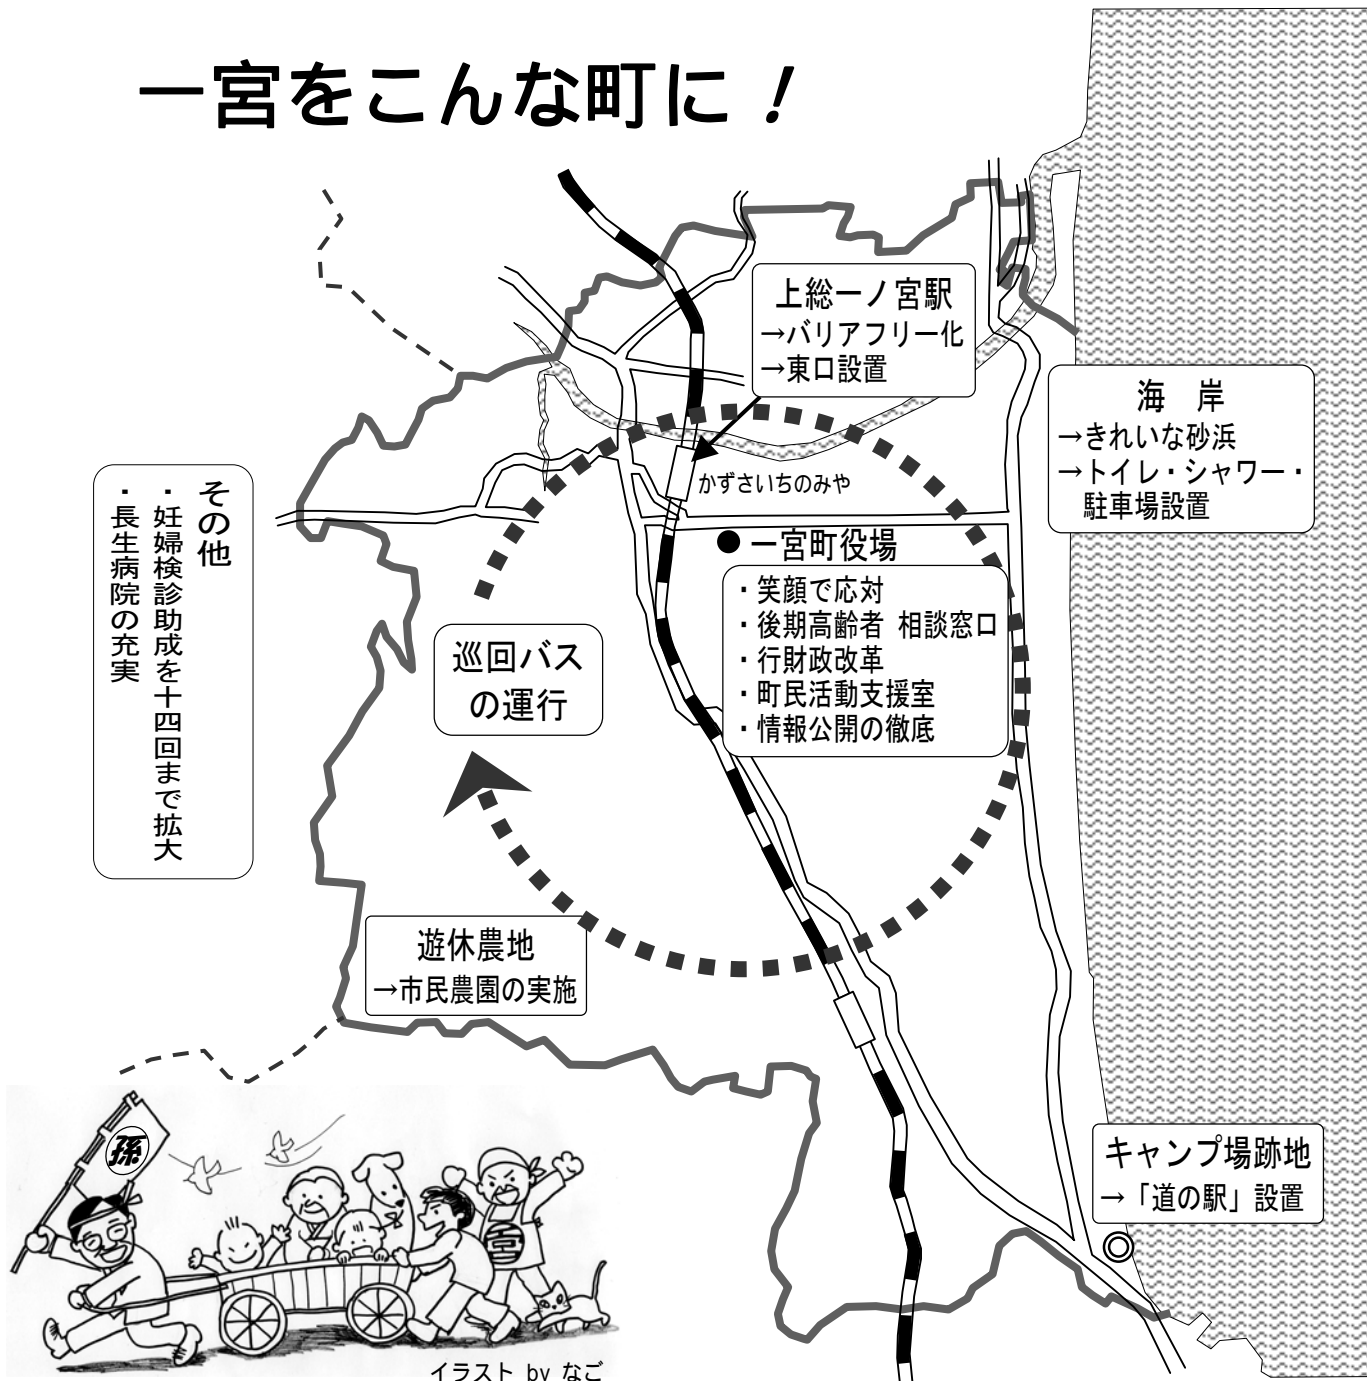 一宮をこんな町に！
上総一ノ宮駅
→バリアフリー化
→東口設置
海　岸
→きれいな砂浜
→トイレ・シャワー・
駐車場設置
かずさいちのみや
●一宮町役場
・笑顔で応対
・後期高齢者 相談窓口
・行財政改革
・町民活動支援室
・情報公開の徹底
その他
・妊婦検診助成を十四回まで拡大
・長生病院の充実
巡回バス
の運行
遊休農地
→市民農園の実施
キャンプ場跡地
→「道の駅」設置
孫
一宮
イラスト by なご